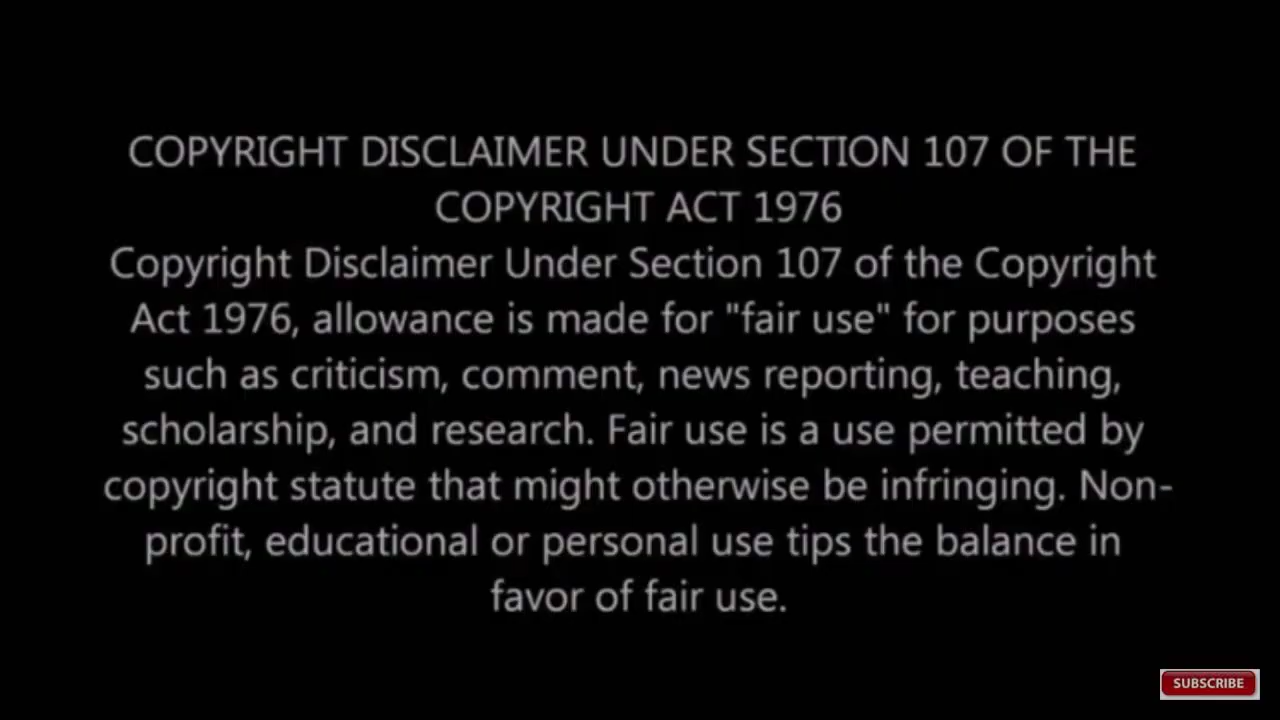 COPYRIGHT DISCLAIMER UNDER SECTION 107 OF THE
COPYRIGHT ACT 1976
Copyright Disclaimer Under Section 107 of the Copyright
Act 1976, allowance is made for "fair use" for purposes
such as criticism, comment, news reporting, teaching,
scholarship, and research. Fair use is a use permitted by
copyright statute that might otherwise be infringing. Non-
profit, educational or personal use tips the balance in
favor of fair use.
SUBSCRIBE